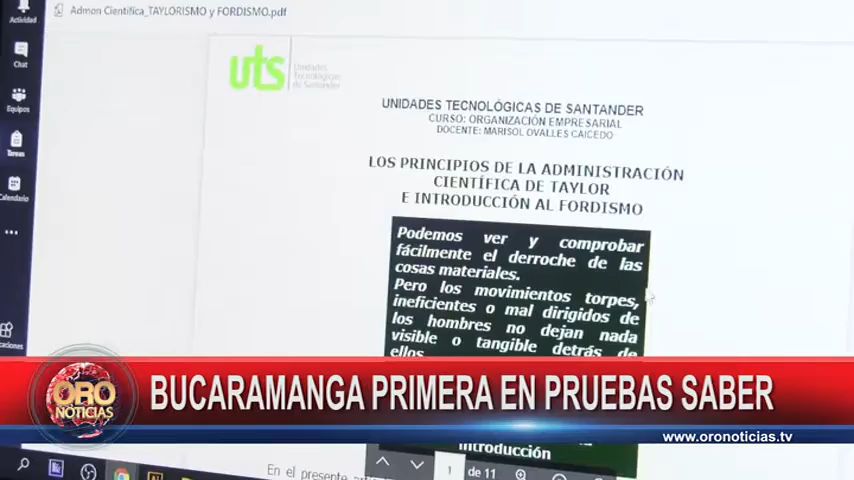 Actividad
Admon Científica_TAYLORISMO y FORDISMO.pdf
Chat
Equipos
Tareas
Calendario
uts
Unidades
Tecnológicas
de Santander
UNIDADES TECNOLÓGICAS DE SANTANDER
CURSO: ORGANIZACIÓN EMPRESARIAL
DOCENTE: MARISOL OVALLES CAICEDO
LOS PRINCIPIOS DE LA ADMINISTRACIÓN
CIENTÍFICA DE TAYLOR
E INTRODUCCIÓN AL FORDISMO
Podemos ver y comprobar
fácilmente el derroche de las
cosas materiales.
Pero los movimientos torpes,
ineficientes o mal dirigidos de
los hombres no dejan nada
visible o tangible detrás de
ellos.
ORO
NOTICIAS
BUCARAMANGA PRIMERA EN PRUEBAS SABER
www.oronoticias.tv
introducción
En el presente
1 de 11